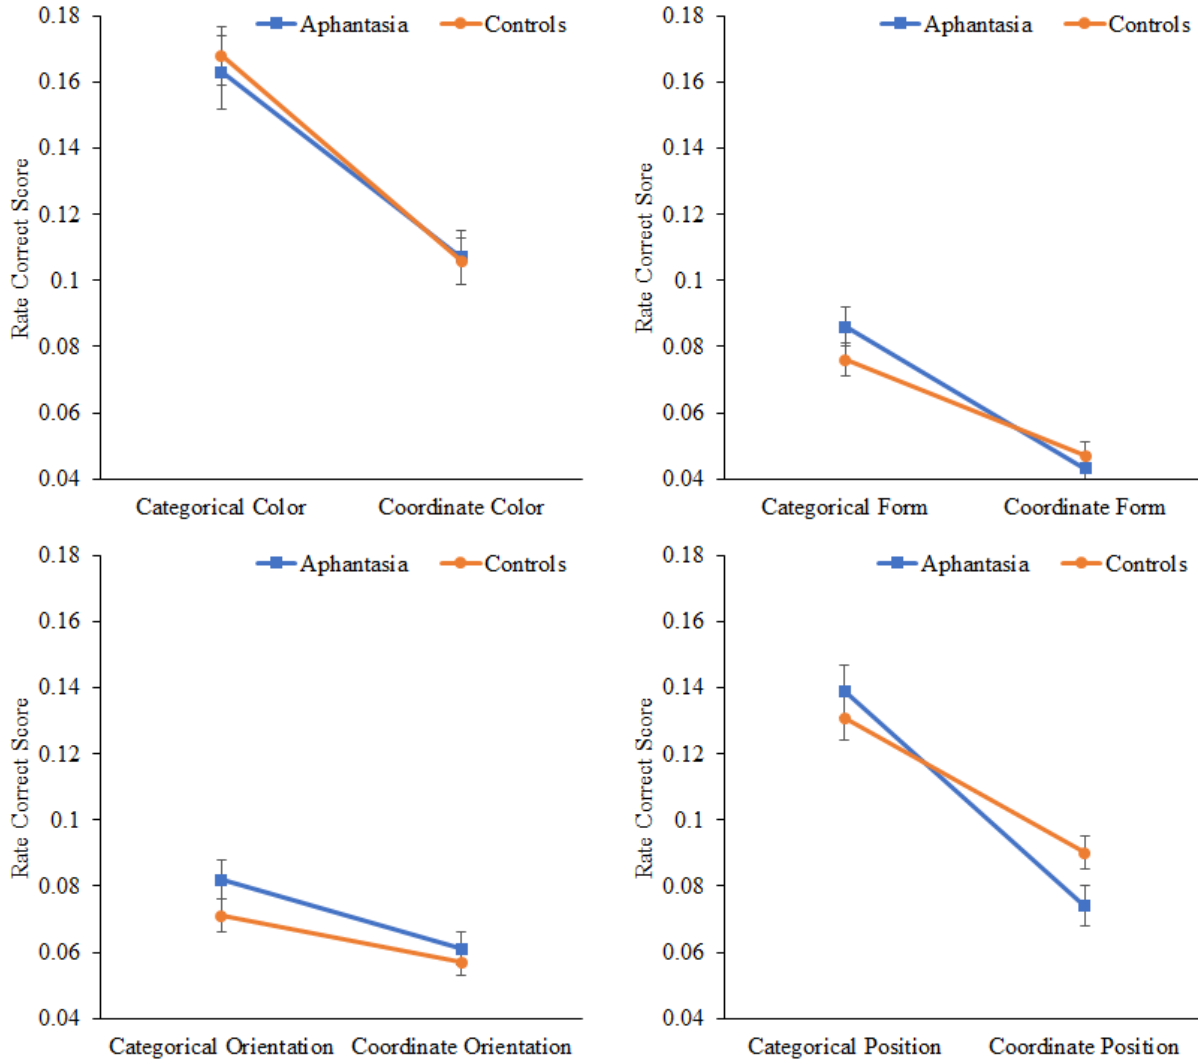 Aphantasia Controls
Rate Correct Score
0.18
0.16
0.14
0.12
0.1
0.08
0.06
0.04
Categorical Color Coordinate Color
Aphantasia Controls
Rate Correct Sore
0.18
0.16
0.14
0.12
0.1
0.08
0.06
0.04
Categorical Form Coordinate Form
Aphantasia Controls
Rate Correct Score
0.18
0.16
0.14
0.12
0.1
0.08
0.06
0.04
Categorical Orientation Coordinate Orientation
Aphantasia Controls
Rate Correct Score
0.18
0.16
0.14
0.12
0.1
0.08
0.06
0.04
Categorical Position Coordinate Position